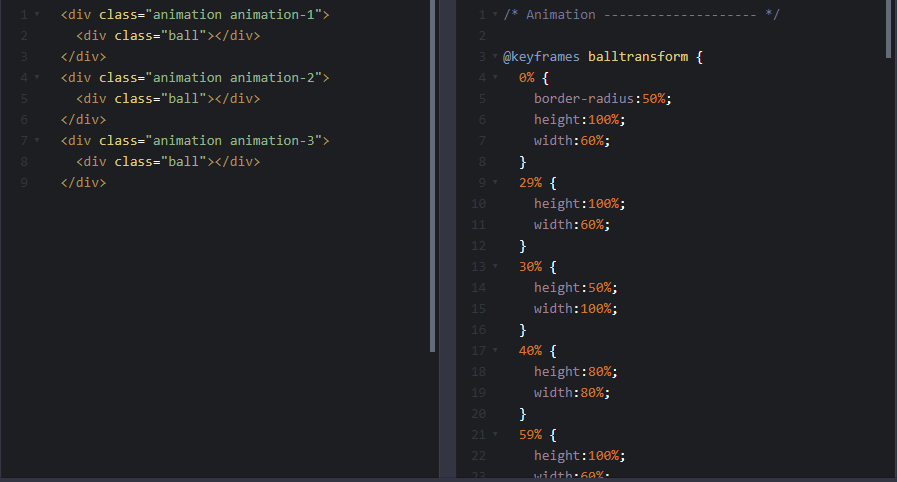 1 <div class="animation animation-1">
2 <div class="ball"></div>
3 </div>
4 <div class="animation animation-2">
5 <div class="ball"></div>
6 </div>
7 <div class="animation animation-3">
8 <div class="ball"></div>
9 </div>
1 /* Animation -------------------- */
2
3 @keyframes balltransform {
4 0% {
5 border-radius:50%;
6 height:100%;
7 width:60%;
8 }
9 29% {
10 height:100%;
11 width:60%;
12 }
13 30% {
14 height:50%;
15 width:100%;
16 }
17 40% {
18 height:80%;
19 width:80%;
20 }
21 59% {
22 height:100%;
23 width:60%;